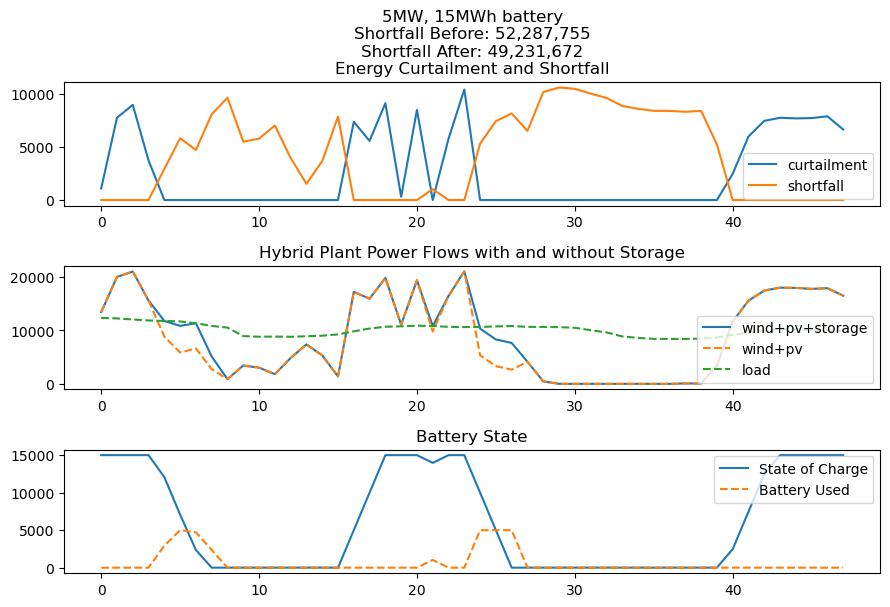 5MW, 15MWh battery
Shortfall Before: 52,287,755
Shortfall After: 49,231,672
Energy Curtailment and Shortfall
10000
5000
0
curtailment
shortfall
0 10 20 30 40
Hybrid Plant Power Flows with and without Storage
20000
10000
0
wind+pv+storage
wind+pv
load
0 10 20 30 40
Battery State
15000
10000
5000
0
State of Charge
Battery Used
0 10 20 30 40